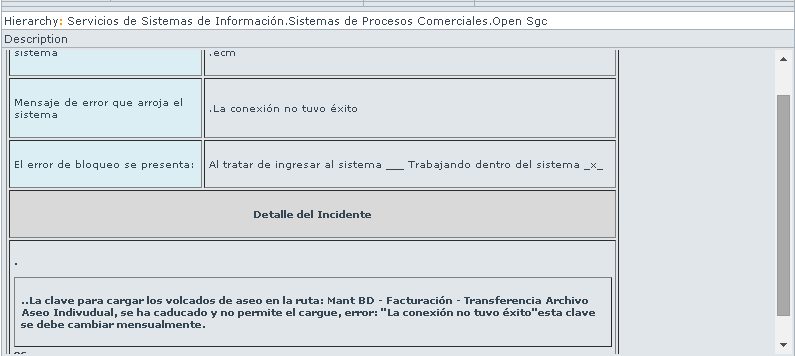 Hierarchy: Servicios de Sistemas de Información.Sistemas de Procesos Comerciales.Open Sgc
Description
sistema
.ecm
Mensaje de error que arroja el
sistema
.La conexión no tuvo éxito
El error de bloqueo se presenta:
Al tratar de ingresar al sistema ___ Trabajando dentro del sistema _x_
Detalle del Incidente
.
..La clave para cargar los volcados de aseo en la ruta: Mant BD - Facturación - Transferencia Archivo
Aseo Indivudual, se ha caducado y no permite el cargue, error: "La conexión no tuvo éxito"esta clave
se debe cambiar mensualmente.